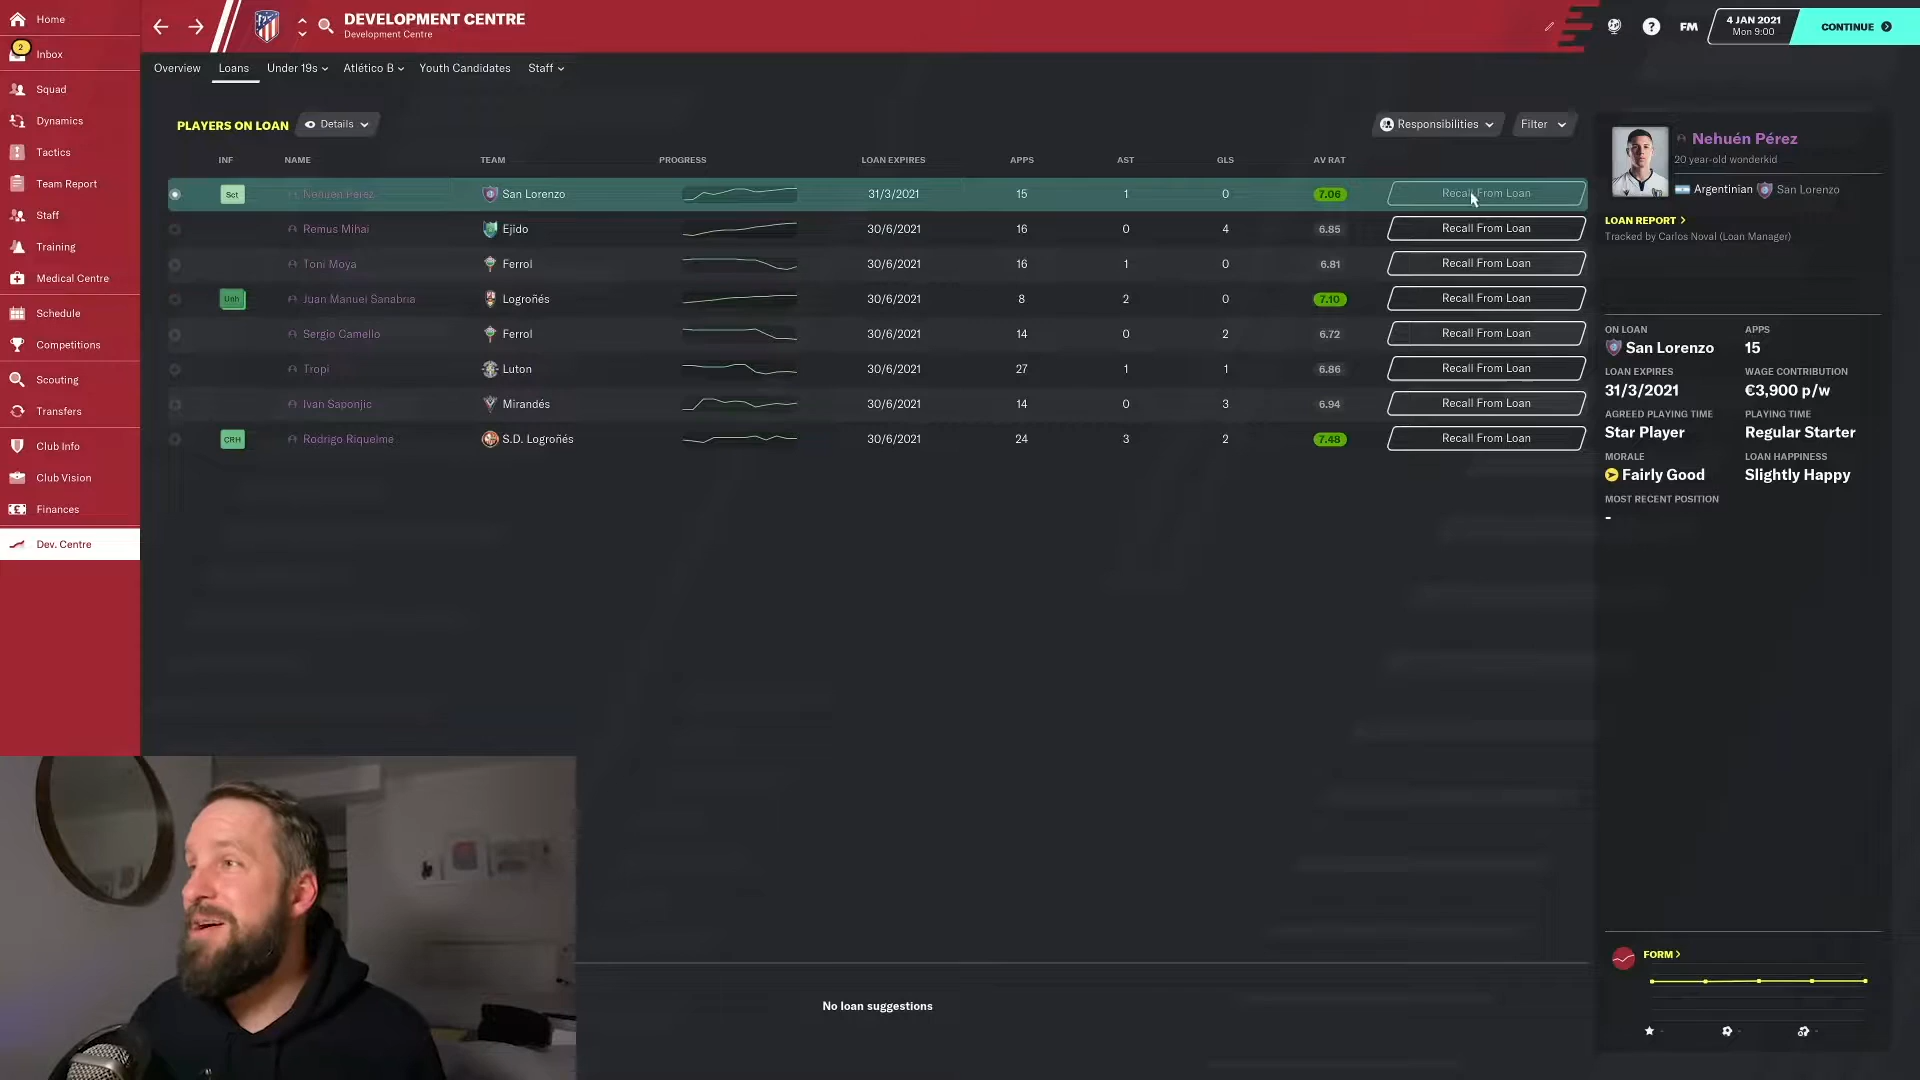 Home
DEVELOPMENT CENTRE
Development Centre
FM
4 JAN 2021
Mon 9:00
CONTINUE
2
Inbox
Overview Loans Under 19s Atlético B Youth Candidates Staff
Squad
Dynamics
Tactics
Team Report
Staff
Training
Medical Centre
Schedule
Competitions
Scouting
Transfers
Club Info
Club Vision
Finances
Dev. Centre
PLAYERS ON LOAN Details Responsibilities Filter
INF NAME TEAM PROGRESS LOAN EXPIRES APPS AST GLS AV RAT
Sct Nehuén Pérez San Lorenzo 31/3/2021 15 1 0 7.06 Recall From Loan
Remus Mihai Ejido 30/6/2021 16 0 4 6.85 Recall From Loan
Toni Moya Ferrol 30/6/2021 16 1 0 6.81 Recall From Loan
Unh Juan Manuel Sanabria Logroñés 30/6/2021 8 2 0 7.10 Recall From Loan
Sergio Camello Ferrol 30/6/2021 14 0 2 6.72 Recall From Loan
Tropi Luton 30/6/2021 27 1 1 6.86 Recall From Loan
Ivan Saponjic Mirandés 30/6/2021 14 0 3 6.94 Recall From Loan
CRH Rodrigo Riquelme S.D. Logroñés 30/6/2021 24 3 2 7.48 Recall From Loan
Nehuén Pérez
20 year-old wonderkid
Argentinian San Lorenzo
LOAN REPORT
Tracked by Carlos Noval (Loan Manager)
ON LOAN APPS
San Lorenzo 15
LOAN EXPIRES WAGE CONTRIBUTION
31/3/2021 €3,900 p/w
AGREED PLAYING TIME PLAYING TIME
Star Player Regular Starter
MORALE LOAN HAPPINESS
Fairly Good Slightly Happy
MOST RECENT POSITION
-
FORM
- - -
No loan suggestions